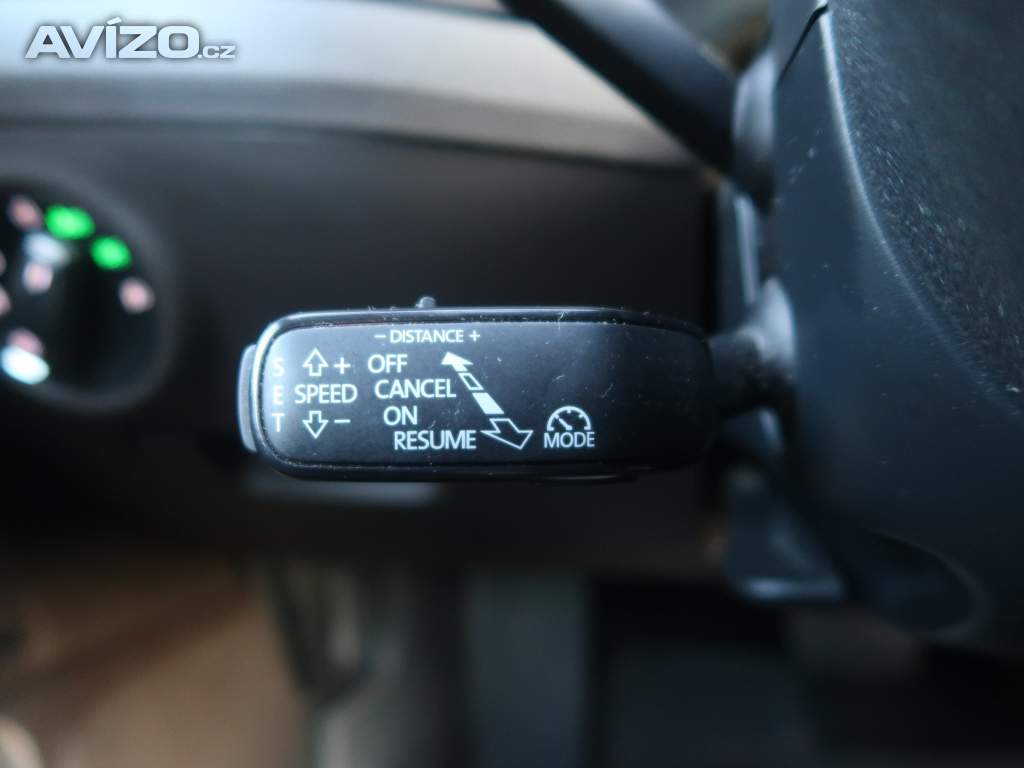 AVÍZO.cz
− DISTANCE +
S + OFF
E SPEED CANCEL
T − ON
RESUME MODE